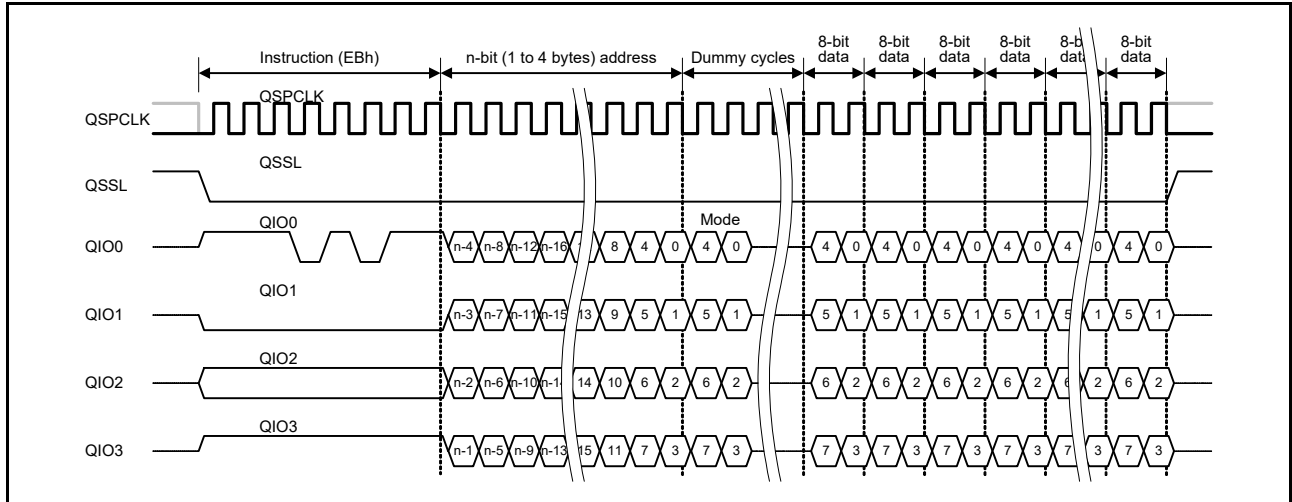 8-bit 8-bit 8-bit 8-bit 8-bit
Instruction (EBh) n-bit (1 to 4 bytes) address Dummy cycles data data data data data
QSPCLK
QSPCLK
QSSL
QSSL
QIO0 Mode
QIO0 n-4 n-8 n-12 n-16 8 4 0 4 0 4 0 4 0 4 0 4 0 4 0 4 0
QIO1
QIO1 n-3 n-7 n-11 n-15 13 9 5 1 5 1 5 1 5 1 5 1 5 1 5 1 5 1
QIO2
QIO2 n-2 n-6 n-10 14 10 6 2 6 2 6 2 6 2 6 2 6 2 6 2 6 2
QIO3
QIO3 n-1 n-5 n-9 n-13 15 11 7 3 7 3 7 3 7 3 7 3 7 3 7 3 7 3